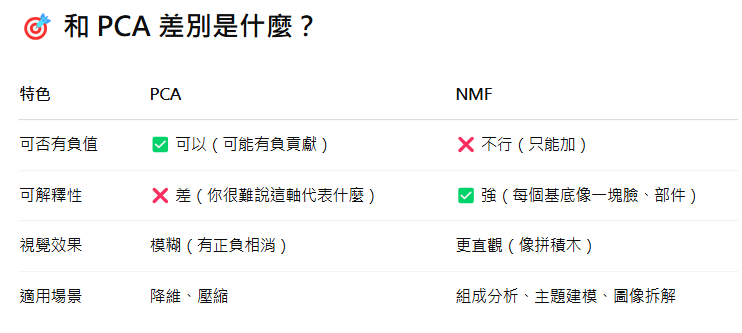 🎯 和 PCA 差別是什麼？
特色 PCA NMF
可否有負值 ✅ 可以（可能有負貢獻） ❌ 不行（只能加）
可解釋性 ❌ 差（你很難說這軸代表什麼） ✅ 強（每個基底像一塊臉、部件）
視覺效果 模糊（有正負相消） 更直觀（像拼積木）
適用場景 降維、壓縮 組成分析、主題建模、圖像拆解